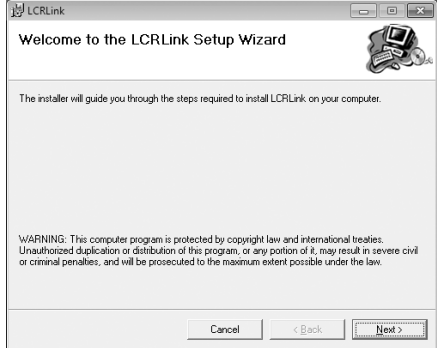 LCRLink
Welcome to the LCRLink Setup Wizard
The installer will guide you through the steps required to install LCRLink on your computer.
WARNING: This computer program is protected by copyright law and international treaties.
Unauthorized duplication or distribution of this program, or any portion of it, may result in severe civil
or criminal penalties, and will be prosecuted to the maximum extent possible under the law.
Cancel
< Back
Next >